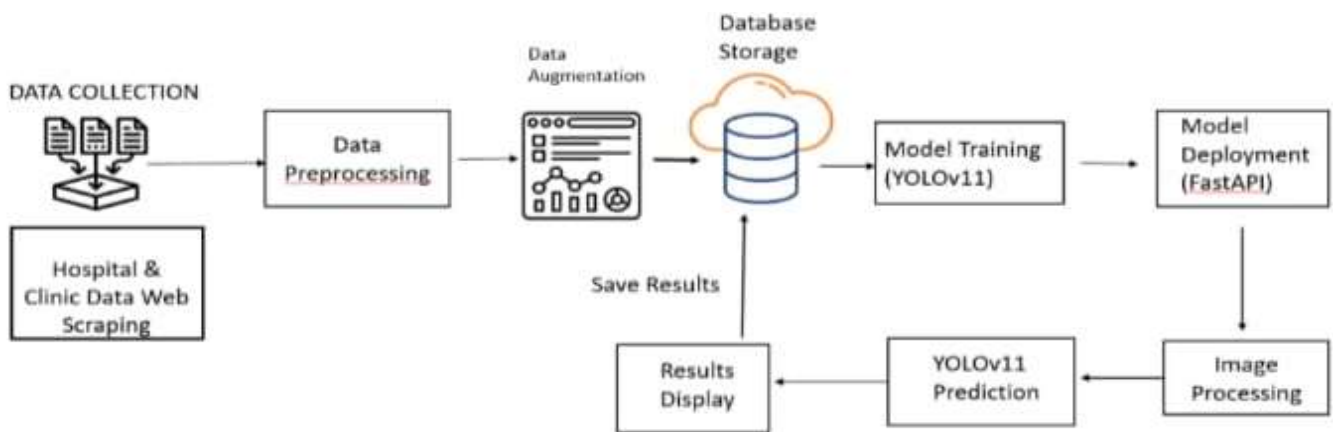 DATA COLLECTION
Hospital &
Clinic Data Web
Scraping
Data
Preprocessing
Data
Augmentation
Database
Storage
Model Training
(YOLOv11)
Model
Deployment
(FastAPI)
Image
Processing
YOLOv11
Prediction
Results
Display
Save Results